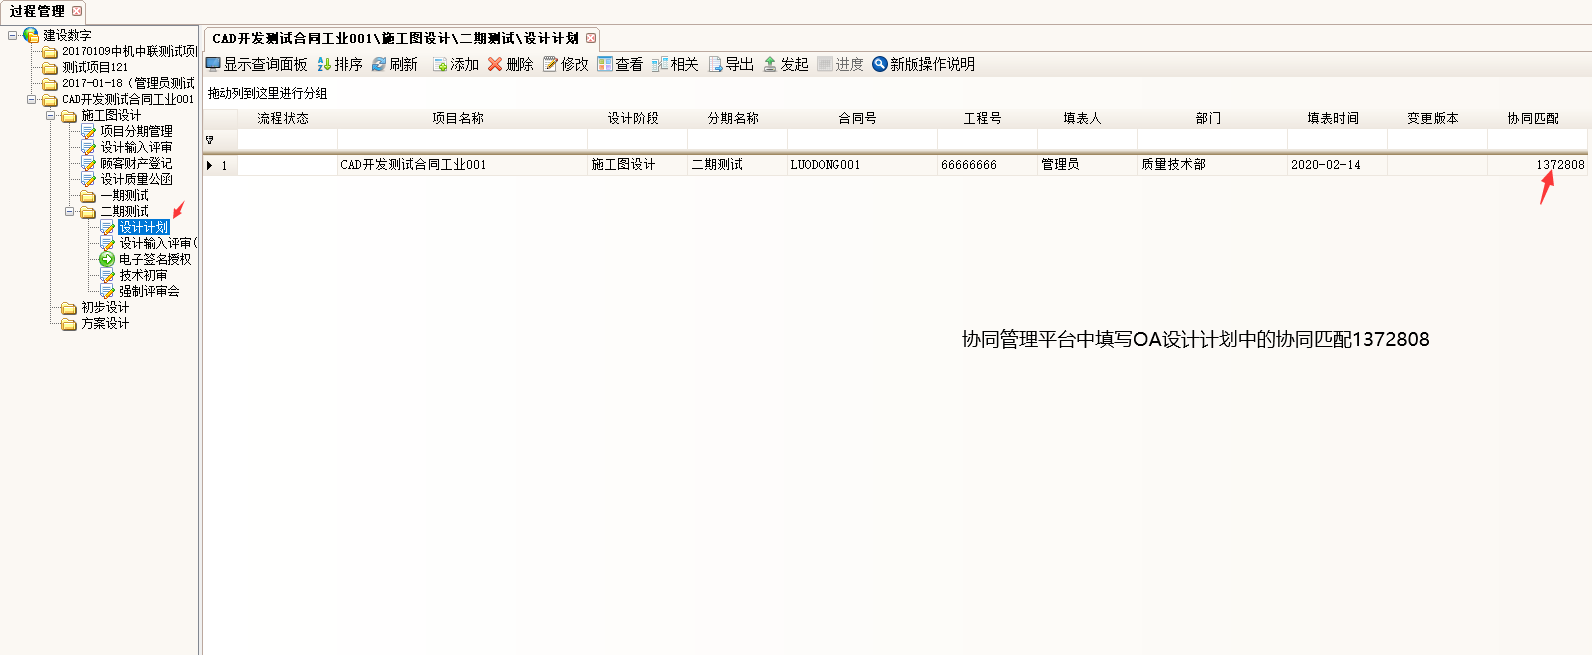 过程管理
建设数字
20170109中机中联测试项
测试项目121
2017-01-18（管理员测试
CAD开发测试合同工业001
施工图设计
项目分期管理
设计输入评审
顾客财产登记
设计质量公函
一期测试
二期测试
设计计划
设计输入评审(
电子签名授权
技术初审
强制评审会
初步设计
方案设计
CAD开发测试合同工业001\施工图设计\二期测试\设计计划
显示查询面板 排序 刷新 添加 删除 修改 查看 相关 导出 发起 进度 新版操作说明
拖动列到这里进行分组
流程状态 项目名称 设计阶段 分期名称 合同号 工程号 填表人 部门 填表时间 变更版本 协同匹配
1 CAD开发测试合同工业001 施工图设计 二期测试 LUODONG001 66666666 管理员 质量技术部 2020-02-14 1372808
协同管理平台中填写OA设计计划中的协同匹配1372808